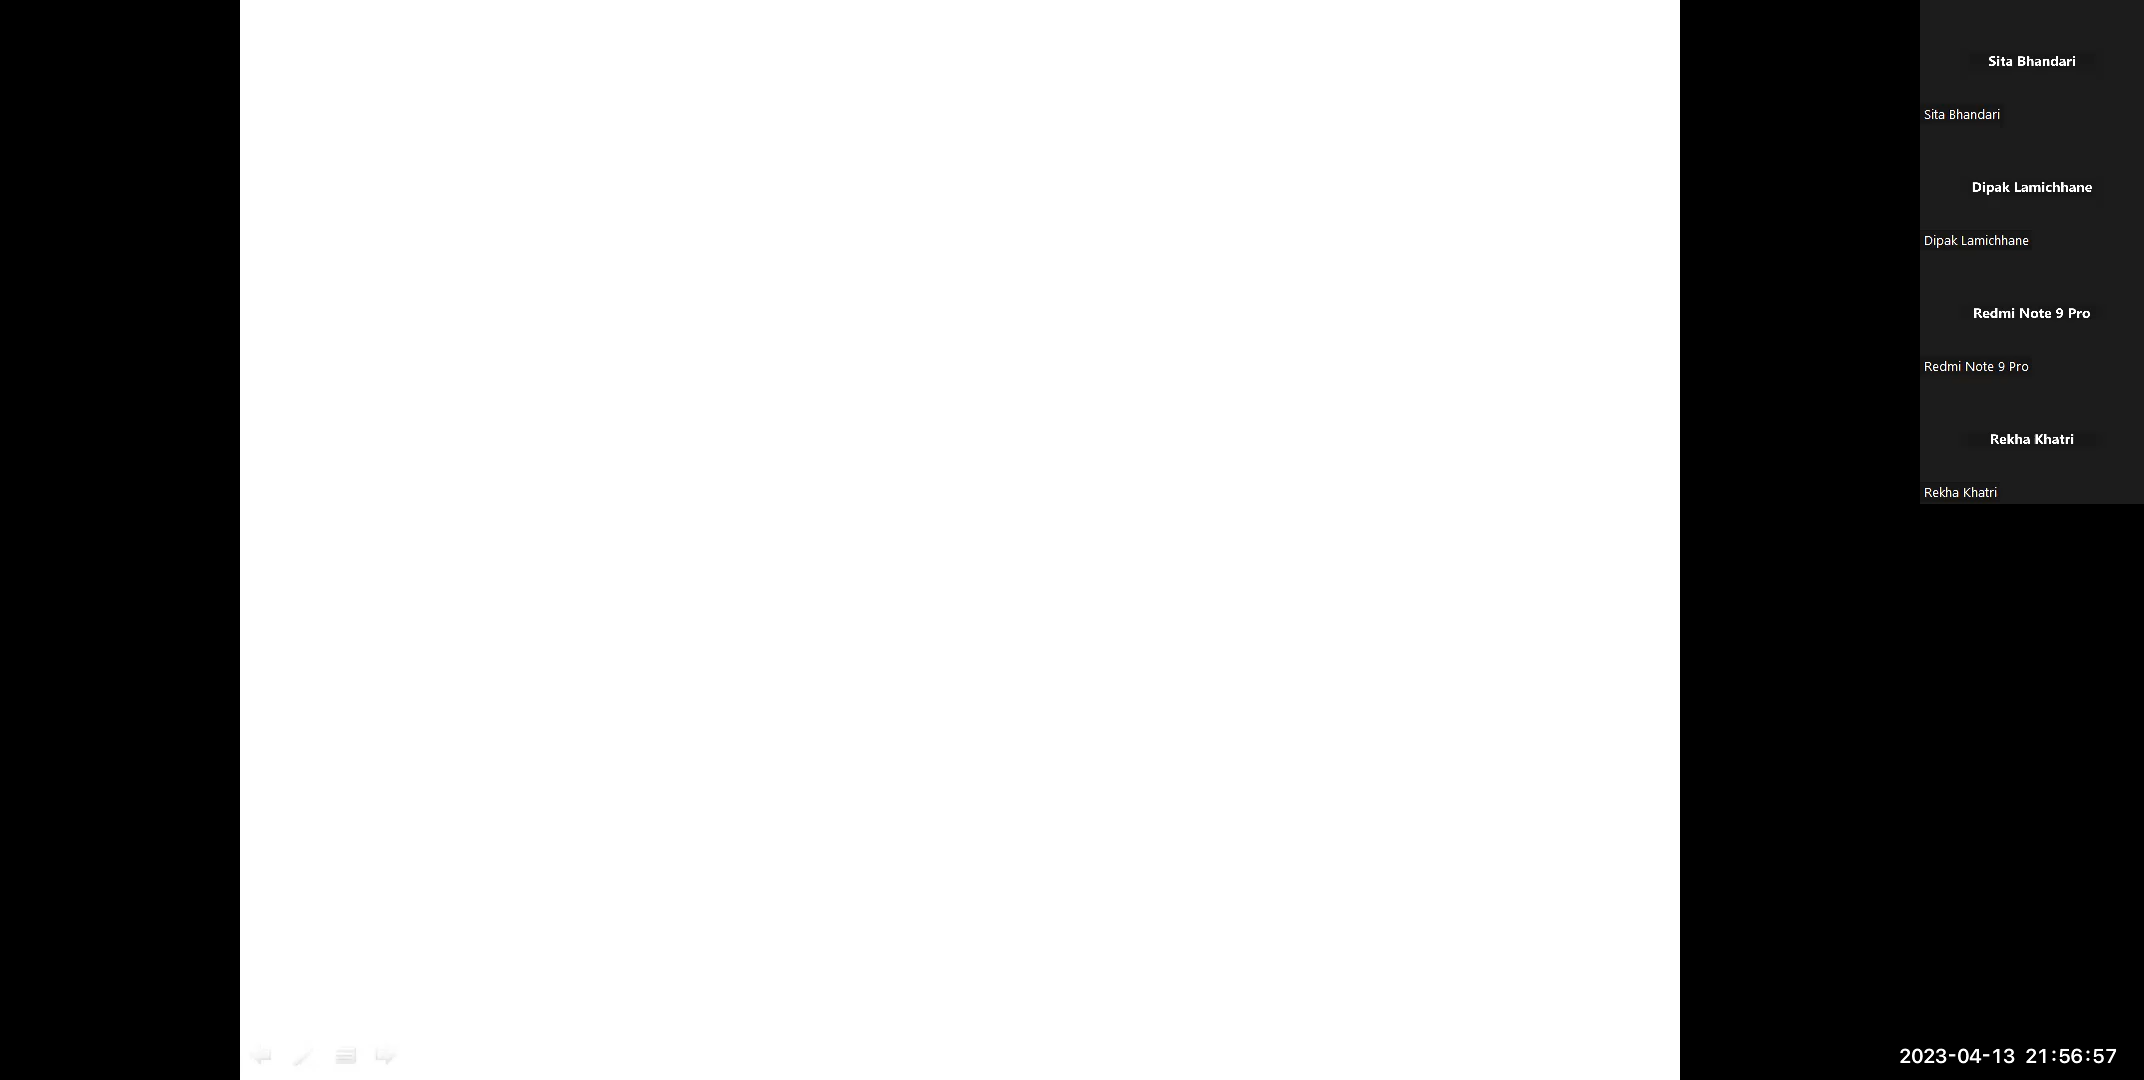 Sita Bhandari
Sita Bhandari
Dipak Lamichhane
Dipak Lamichhane
Redmi Note 9 Pro
Redmi Note 9 Pro
Rekha Khatri
Rekha Khatri
2023-04-13 21:56:57